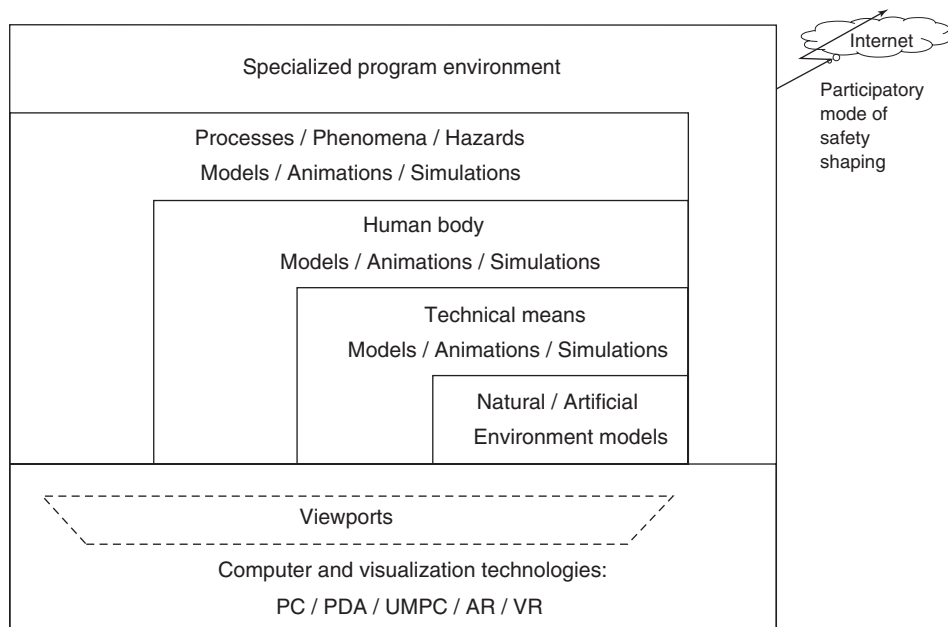 Specialized program environment
Internet
Participatory
mode of
safety
shaping
Processes / Phenomena / Hazards
Models / Animations / Simulations
Human body
Models / Animations / Simulations
Technical means
Models / Animations / Simulations
Natural / Artificial
Environment models
Viewports
Computer and visualization technologies:
PC / PDA / UMPC / AR / VR